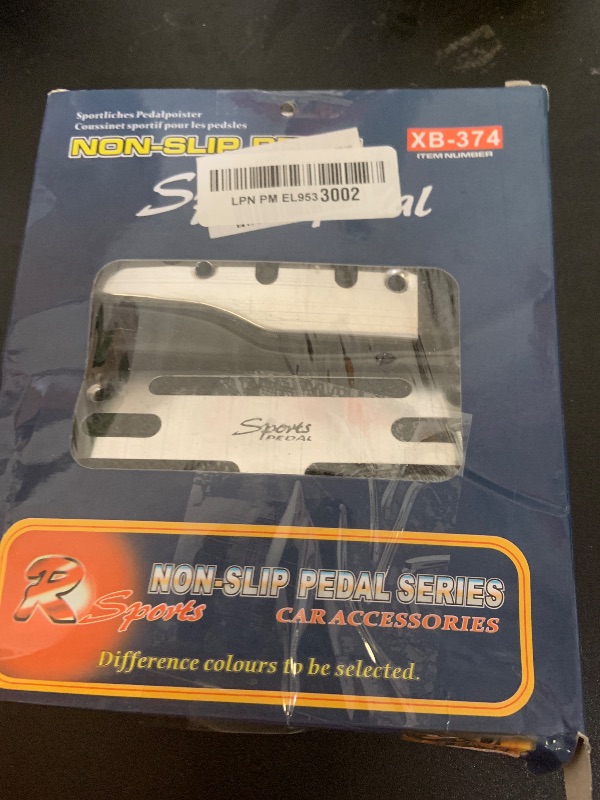 Sportliches Pedalpoister
Coussinet sportif pour les pedsles
NON-SLIP
XB-374
ITEM NUMBER
LPN PM EL953 3002
Sports
PEDAL
R
Sports
NON-SLIP PEDAL SERIES
CAR ACCESSORIES
Difference colours to be selected.